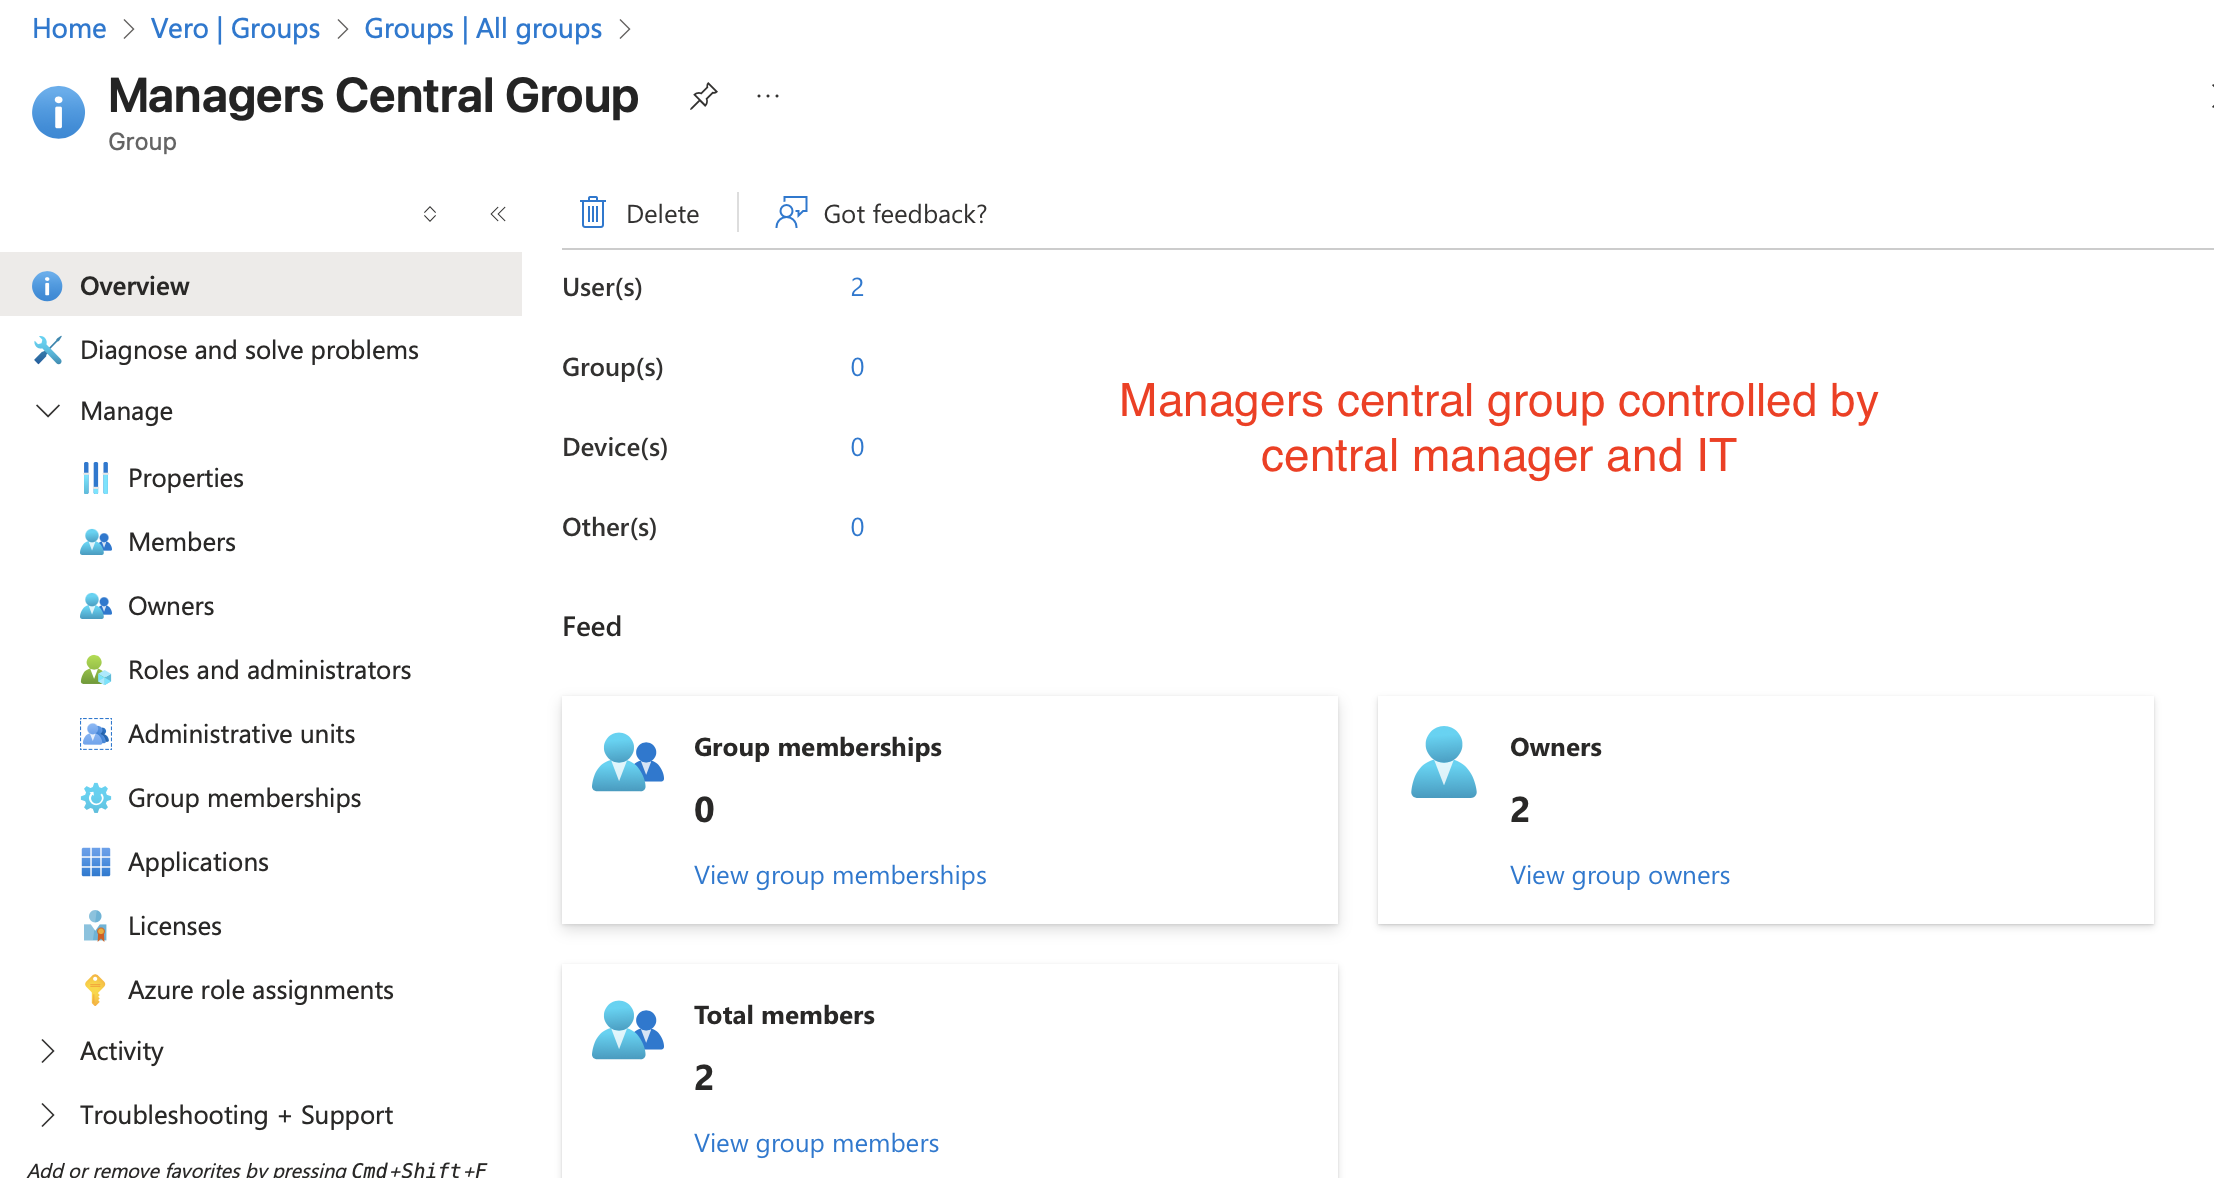 Home > Vero | Groups > Groups | All groups >
Managers Central Group
...
Group
Delete
Got feedback?
Overview
Diagnose and solve problems
Manage
Properties
Members
Owners
Roles and administrators
Administrative units
Group memberships
Applications
Licenses
Azure role assignments
Activity
Troubleshooting + Support
Add or remove favorites by pressing Cmd+Shift+F
User(s) 2
Group(s) 0
Device(s) 0
Other(s) 0
Managers central group controlled by
central manager and IT
Feed
Group memberships
0
View group memberships
Owners
2
View group owners
Total members
2
View group members